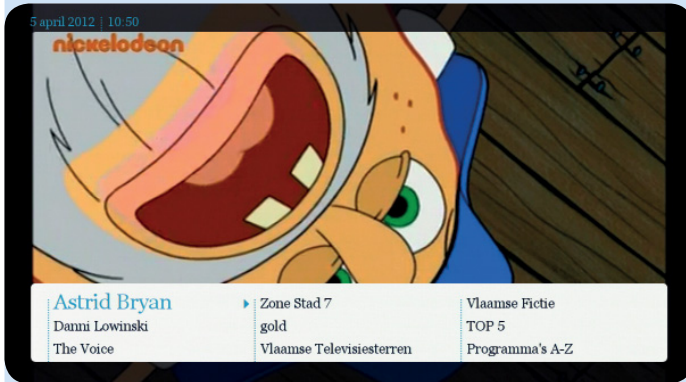 5 april 2012 | 10:50
nickelodeon
Astrid Bryan
Danni Lowinski
The Voice
Zone Stad 7
gold
Vlaamse Televisiesterren
Vlaamse Fictie
TOP 5
Programma's A-Z